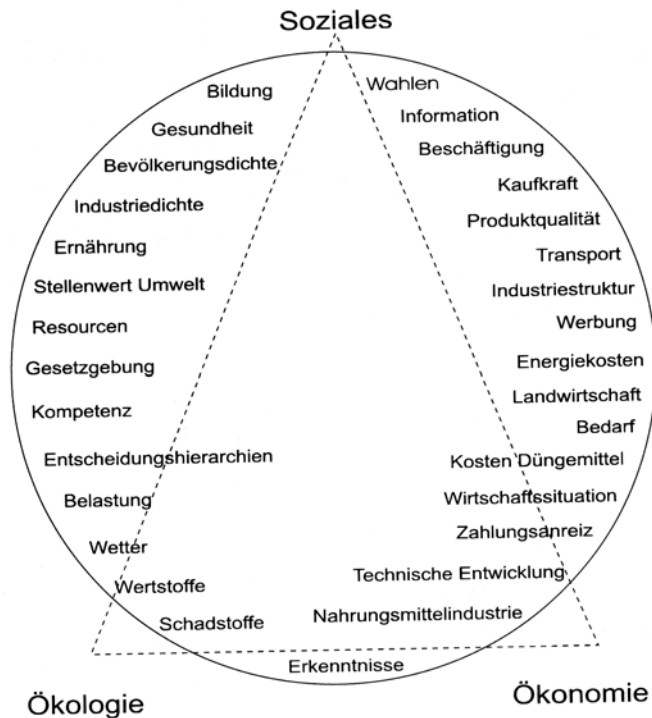 Soziales
Bildung
Wahlen
Information
Gesundheit
Beschäftigung
Bevölkerungsdichte
Kaufkraft
Industriedichte
Produktqualität
Ernährung
Transport
Stellenwert Umwelt
Industriestruktur
Resourcen
Werbung
Gesetzgebung
Energiekosten
Landwirtschaft
Kompetenz
Bedarf
Entscheidungshierarchien
Kosten Düngemittel
Belastung
Wirtschaftssituation
Zahlungsanreiz
Wetter
Technische Entwicklung
Wertstoffe
Nahrungsmittelindustrie
Schadstoffe
Erkenntnisse
Ökologie
Ökonomie